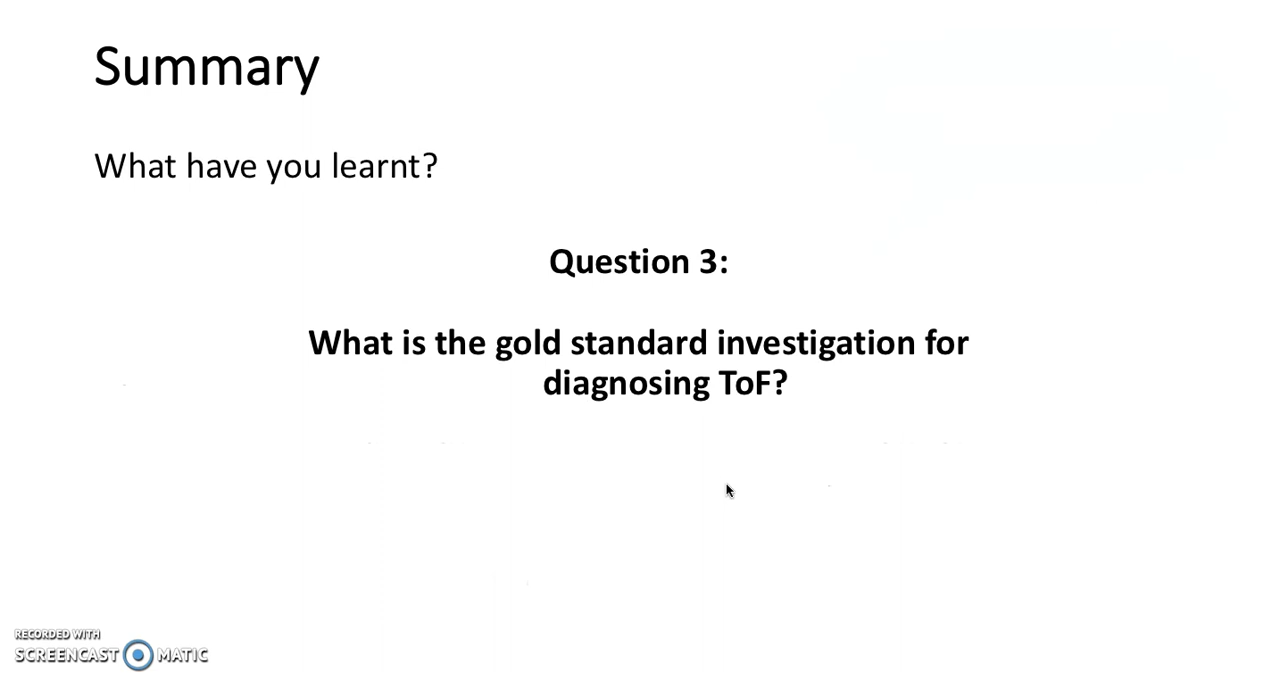 Summary
What have you learnt?
Question 3:
What is the gold standard investigation for
diagnosing ToF?
RECORDED WITH
SCREENCAST MATIC